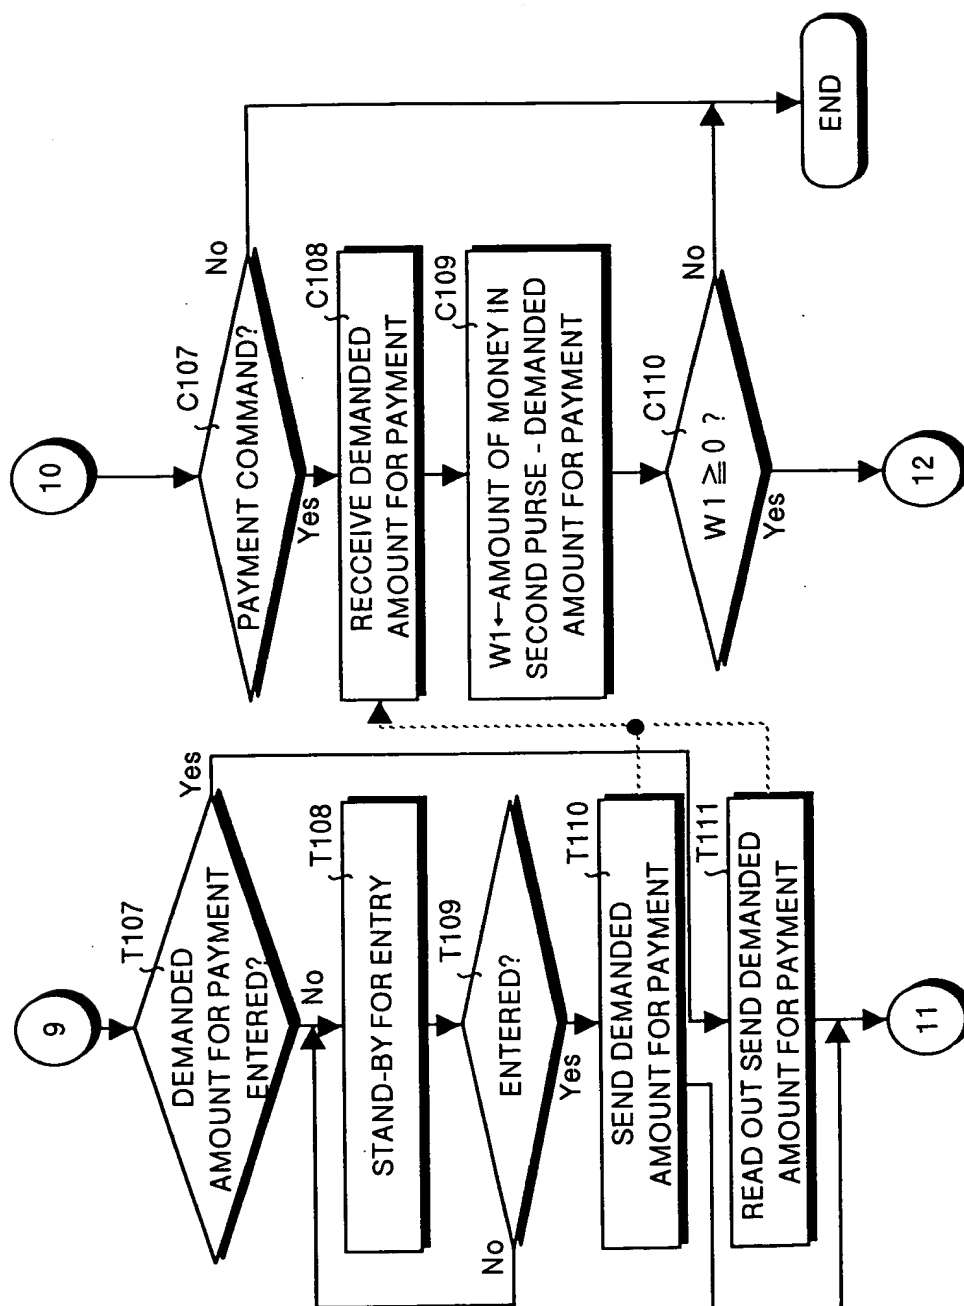 9
T107
DEMANDED
AMOUNT FOR PAYMENT
ENTERED?
Yes
No
T108
STAND-BY FOR ENTRY
T109
ENTERED?
No
Yes
T110
SEND DEMANDED
AMOUNT FOR PAYMENT
T111
READ OUT SEND DEMANDED
AMOUNT FOR PAYMENT
11
10
C107
PAYMENT COMMAND?
No
Yes
C108
RECCEIVE DEMANDED
AMOUNT FOR PAYMENT
C109
W1←AMOUNT OF MONEY IN
SECOND PURSE - DEMANDED
AMOUNT FOR PAYMENT
C110
W1≧0 ?
No
Yes
12
END